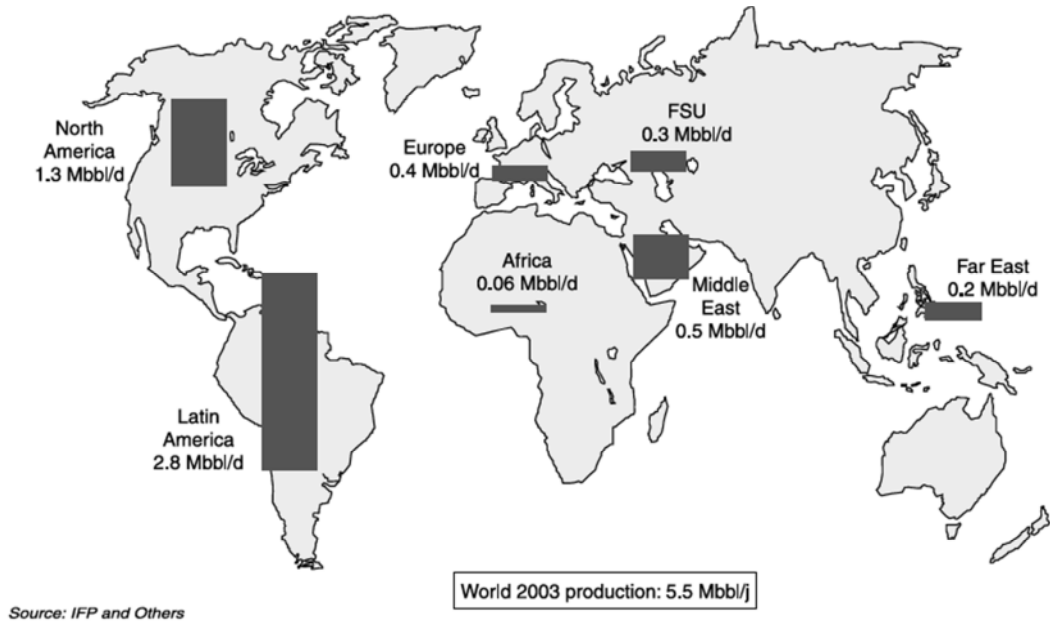 North
America
1.3 Mbbl/d
Europe
0.4 Mbbl/d
FSU
0.3 Mbbl/d
Africa
0.06 Mbbl/d
Middle
East
0.5 Mbbl/d
Far East
0.2 Mbbl/d
Latin
America
2.8 Mbbl/d
World 2003 production: 5.5 Mbbl/j
Source: IFP and Others